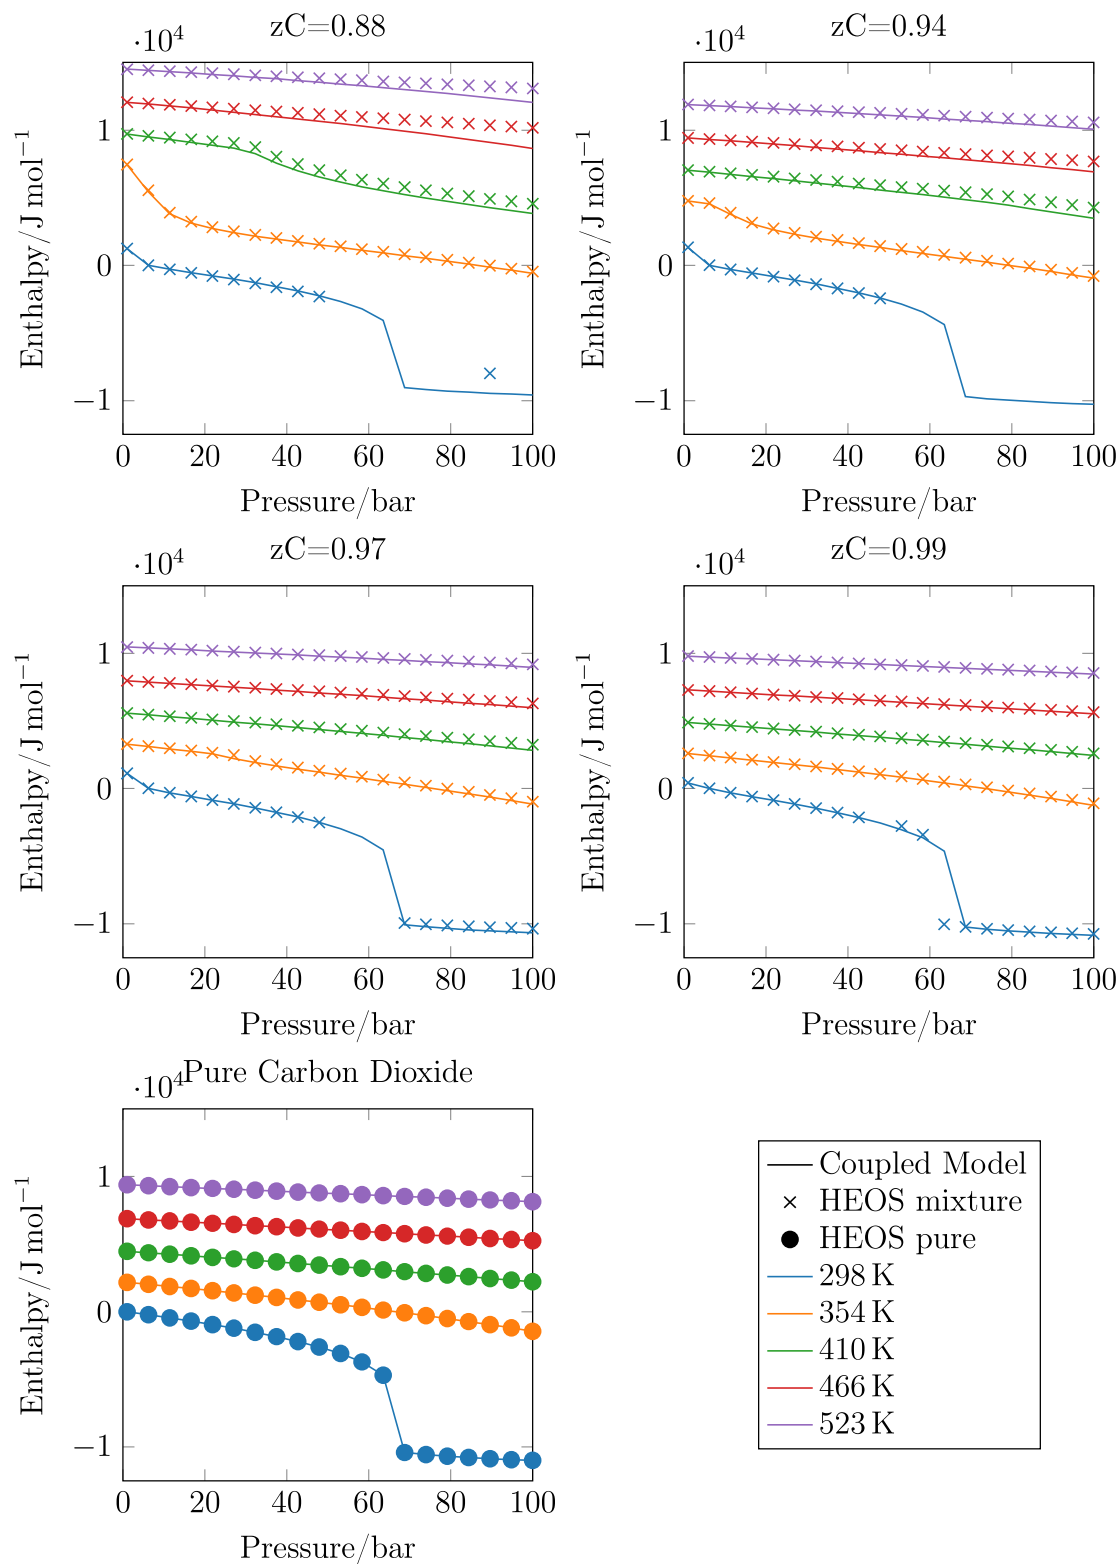 zC=0.88
·10⁴
1
0
−1
0 20 40 60 80 100
Pressure/bar
Enthalpy/J mol⁻¹
zC=0.94
·10⁴
1
0
−1
0 20 40 60 80 100
Pressure/bar
Enthalpy/J mol⁻¹
zC=0.97
·10⁴
1
0
−1
0 20 40 60 80 100
Pressure/bar
Enthalpy/J mol⁻¹
zC=0.99
·10⁴
1
0
−1
0 20 40 60 80 100
Pressure/bar
Enthalpy/J mol⁻¹
Pure Carbon Dioxide
·10⁴
1
0
−1
0 20 40 60 80 100
Pressure/bar
Enthalpy/J mol⁻¹
Coupled Model
HEOS mixture
HEOS pure
298 K
354 K
410 K
466 K
523 K